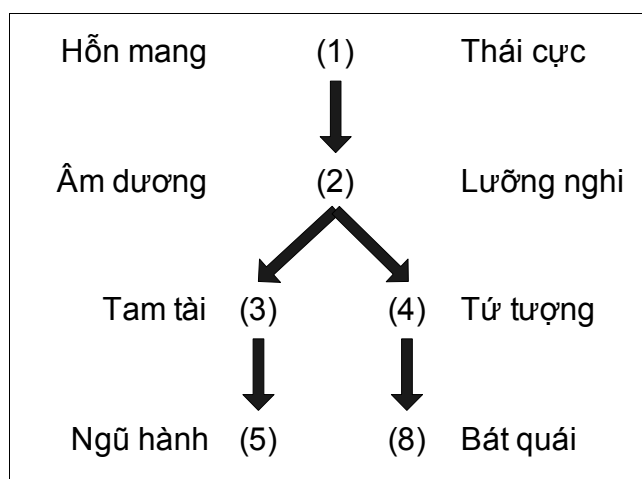 Hỗn mang (1) Thái cực
Âm dương (2) Lưỡng nghi
Tam tài (3) (4) Tứ tượng
Ngũ hành (5) (8) Bát quái